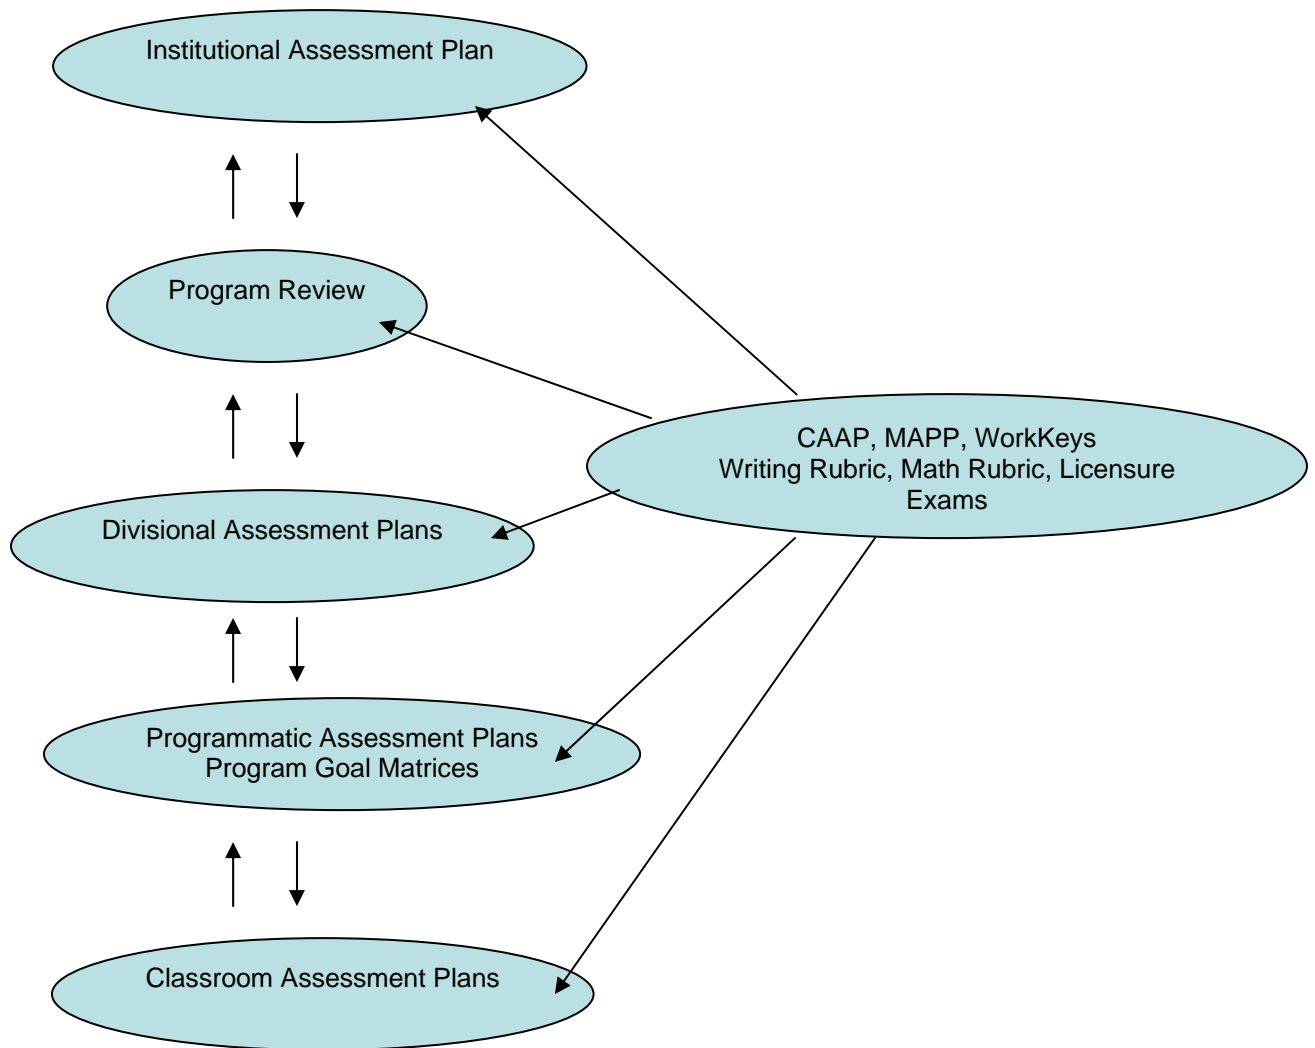 Institutional Assessment Plan
Program Review
CAAP, MAPP, WorkKeys
Writing Rubric, Math Rubric, Licensure
Exams
Divisional Assessment Plans
Programmatic Assessment Plans
Program Goal Matrices
Classroom Assessment Plans